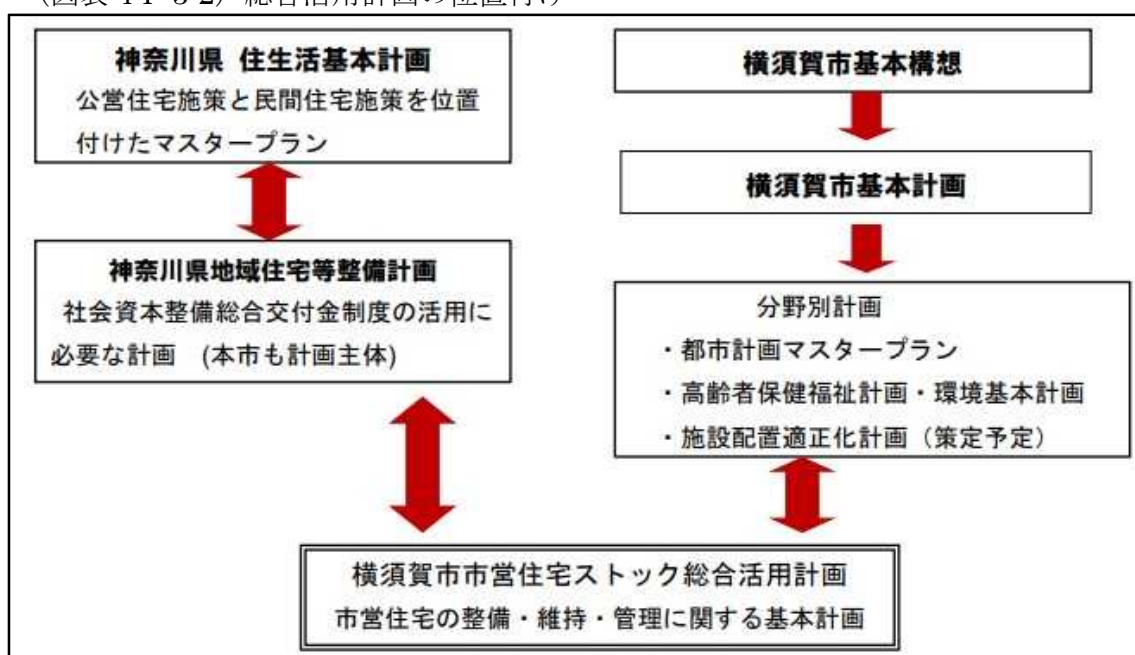 (図表 11-3-2) 総合活用計画の位置付け
神奈川県 住生活基本計画
公営住宅施策と民間住宅施策を位置
付けたマスタープラン
神奈川県地域住宅等整備計画
社会資本整備総合交付金制度の活用に
必要な計画 (本市も計画主体)
横須賀市基本構想
横須賀市基本計画
分野別計画
・都市計画マスタープラン
・高齢者保健福祉計画・環境基本計画
・施設配置適正化計画(策定予定)
横須賀市市営住宅ストック総合活用計画
市営住宅の整備・維持・管理に関する基本計画